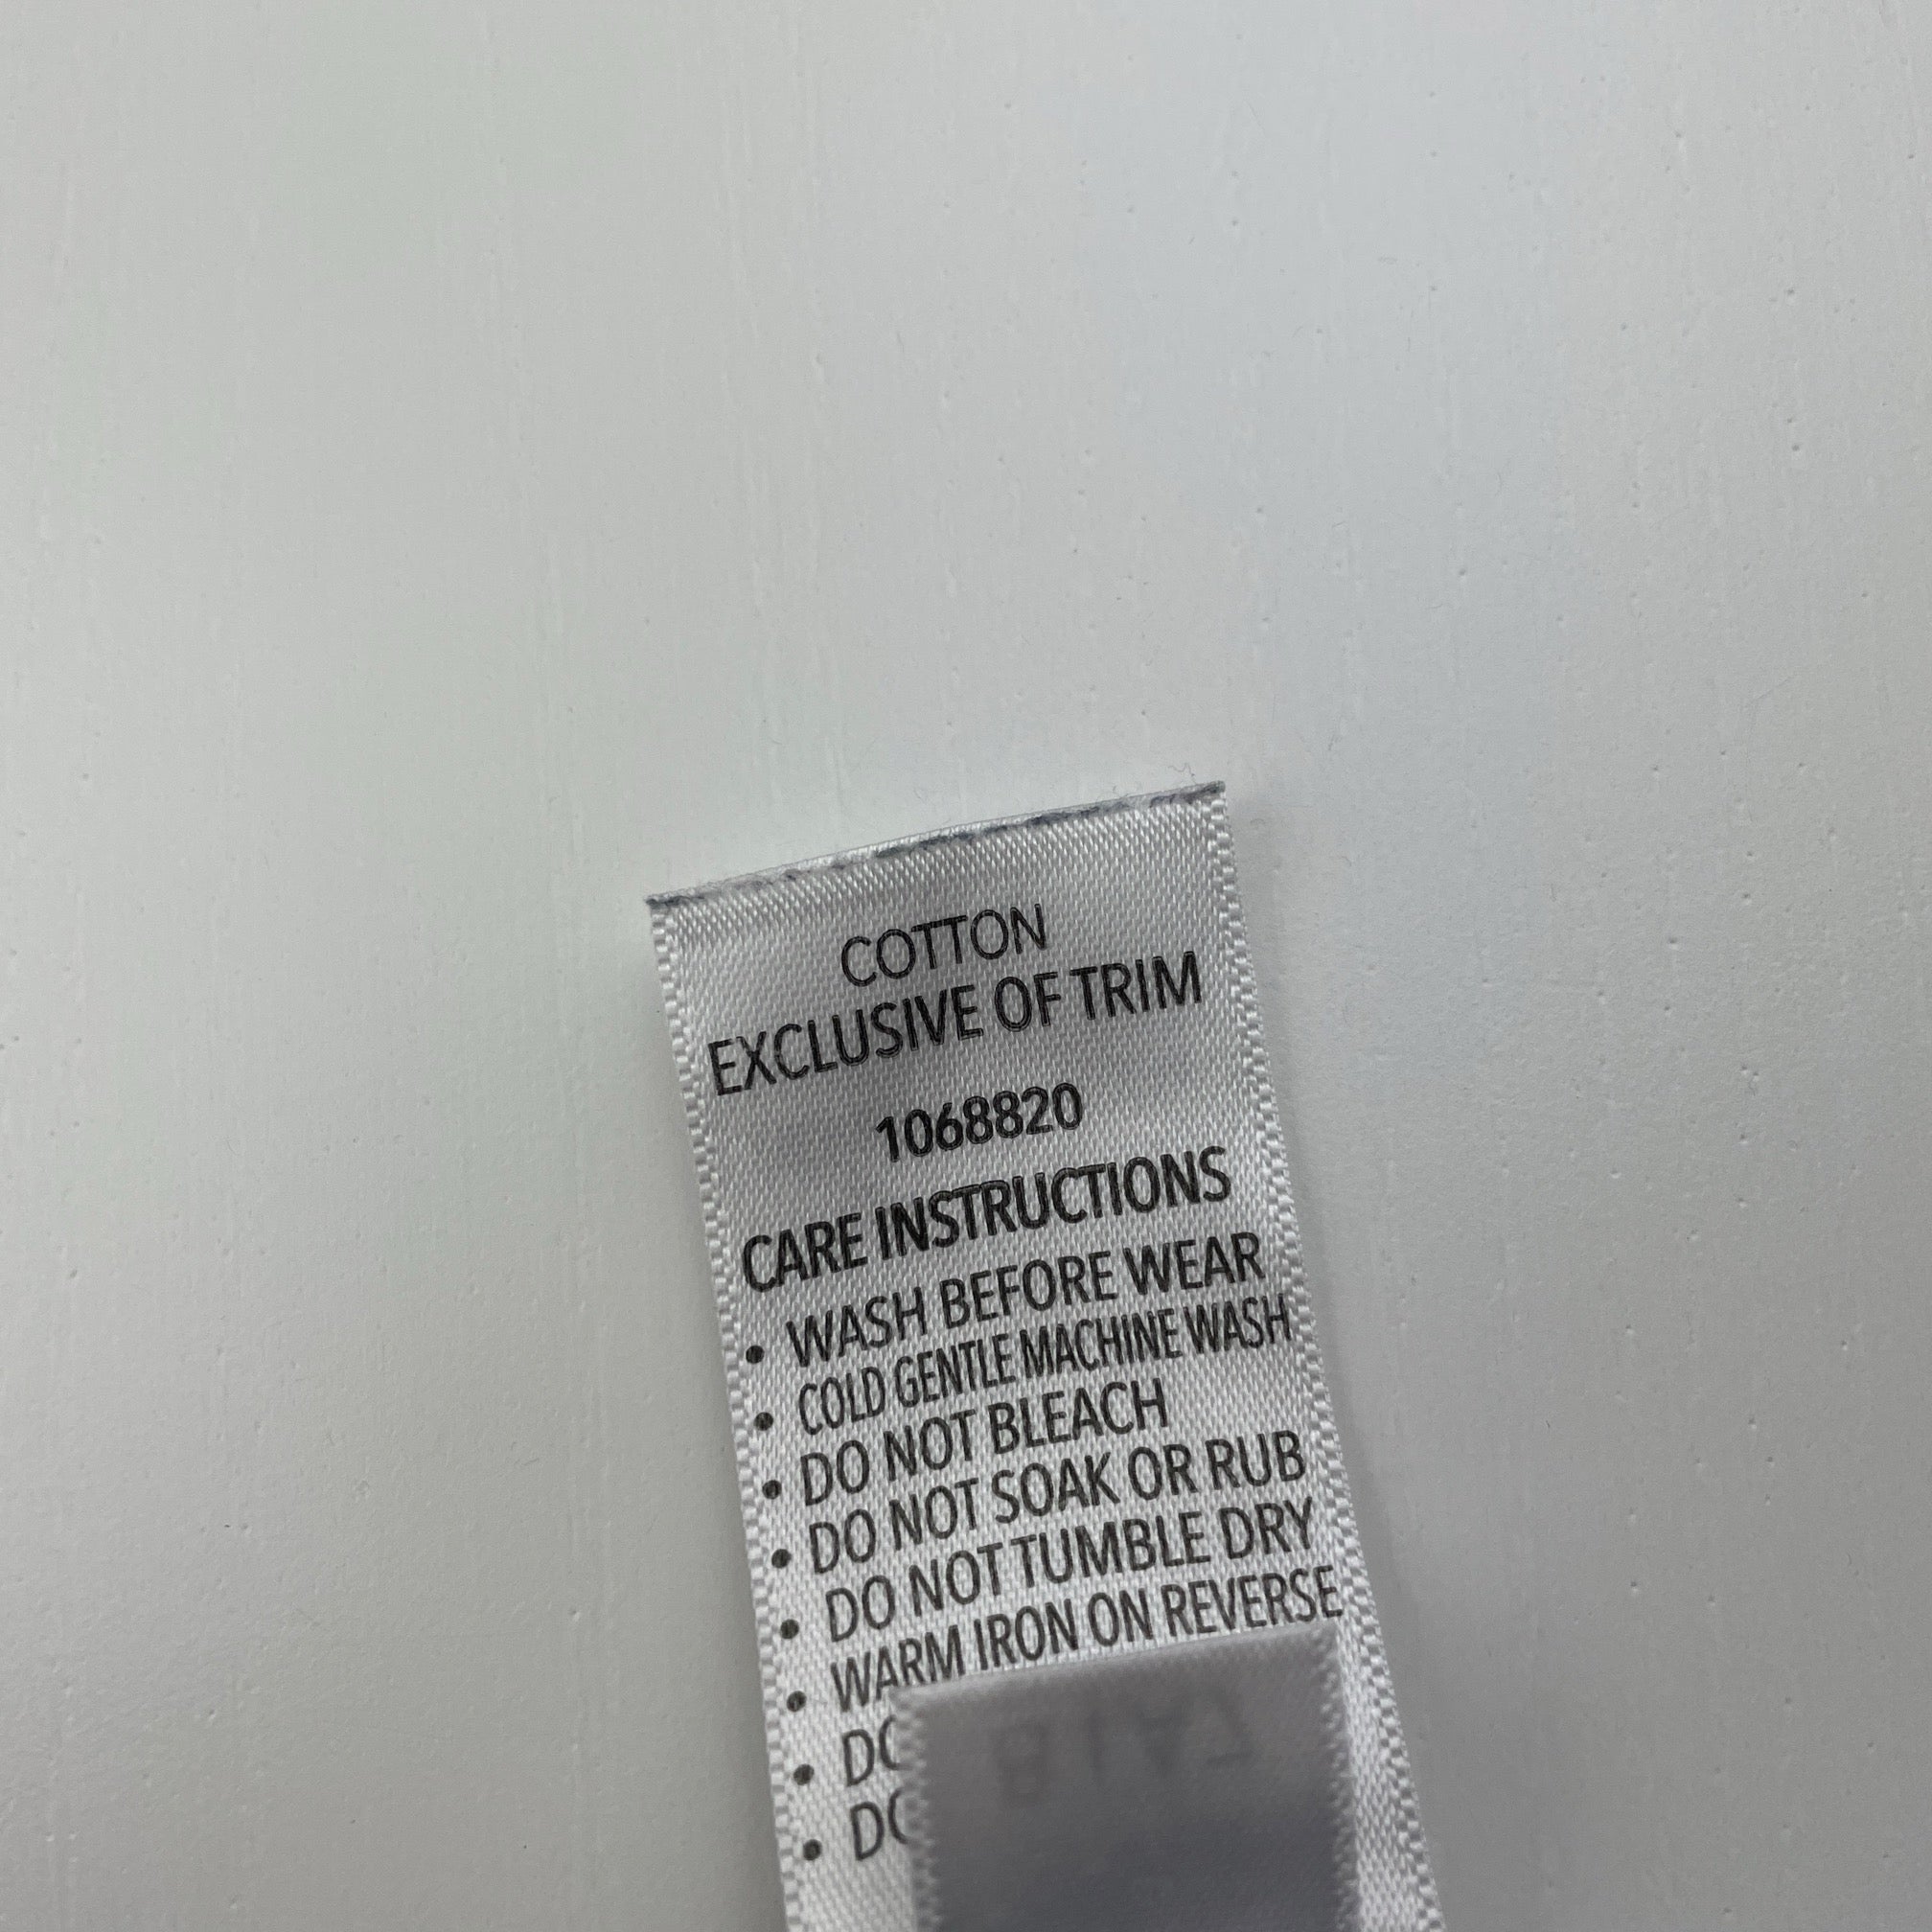 COTTON
EXCLUSIVE OF TRIM
1068820
CARE INSTRUCTIONS
• WASH BEFORE WEAR
• COLD GENTLE MACHINE WASH
• DO NOT BLEACH
• DO NOT SOAK OR RUB
• DO NOT TUMBLE DRY
• WARM IRON ON REVERSE